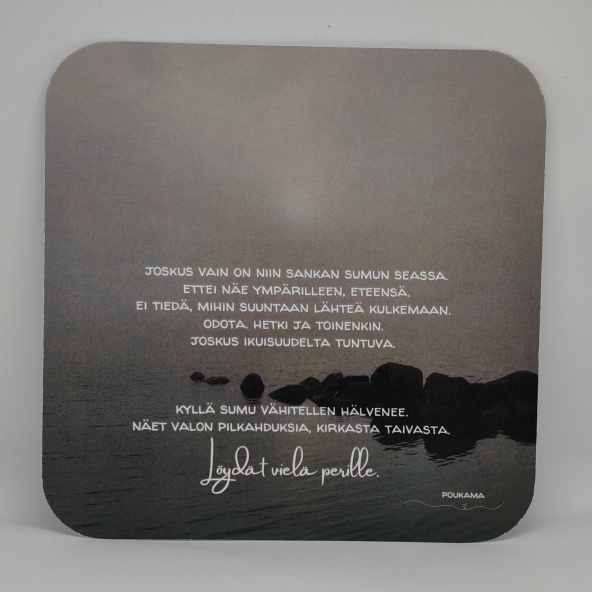 JOSKUS VAIN ON NIIN SANKAN SUMUN SEASSA.
ETTEI NÄE YMPÄRILLEEN, ETEENSÄ.
EI TIEDÄ, MIHIN SUUNTAAN LÄHTEÄ KULKEMAAN.
ODOTA. HETKI JA TOINENKIN.
JOSKUS IKUISUUDELTA TUNTUVA.
KYLLÄ SUMU VÄHITELLEN HÄLVENEE.
NÄET VALON PILKAHDUKSIA, KIRKASTA TAIVASTA.
Löydät vielä perille.
POUKAMA